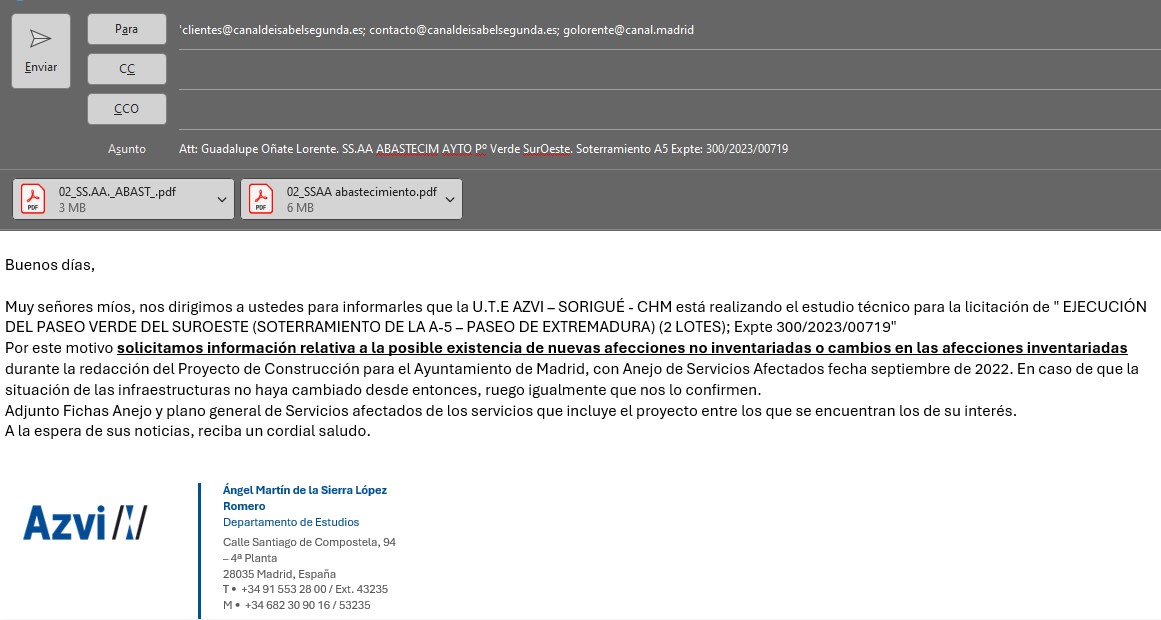 Enviar
Para
'clientes@canaldeisabelsegunda.es; contacto@canaldeisabelsegunda.es; golorente@canal.madrid
CC
CCO
Asunto
Att: Guadalupe Oñate Lorente. SS.AA ABASTECIM AYTO Pº Verde SurOeste. Soterramiento A5 Expte: 300/2023/00719
02_SS.AA._ABAST_.pdf
3 MB
02_SSAA abastecimiento.pdf
6 MB
Buenos días,
Muy señores míos, nos dirigimos a ustedes para informarles que la U.T.E AZVI – SORIGUÉ - CHM está realizando el estudio técnico para la licitación de " EJECUCIÓN
DEL PASEO VERDE DEL SUROESTE (SOTERRAMIENTO DE LA A-5 – PASEO DE EXTREMADURA) (2 LOTES); Expte 300/2023/00719"
Por este motivo solicitamos información relativa a la posible existencia de nuevas afecciones no inventariadas o cambios en las afecciones inventariadas
durante la redacción del Proyecto de Construcción para el Ayuntamiento de Madrid, con Anejo de Servicios Afectados fecha septiembre de 2022. En caso de que la
situación de las infraestructuras no haya cambiado desde entonces, ruego igualmente que nos lo confirmen.
Adjunto Fichas Anejo y plano general de Servicios afectados de los servicios que incluye el proyecto entre los que se encuentran los de su interés.
A la espera de sus noticias, reciba un cordial saludo.
Azvi
Ángel Martín de la Sierra López
Romero
Departamento de Estudios
Calle Santiago de Compostela, 94
– 4ª Planta
28035 Madrid, España
T • +34 91 553 28 00 / Ext. 43235
M • +34 682 30 90 16 / 53235